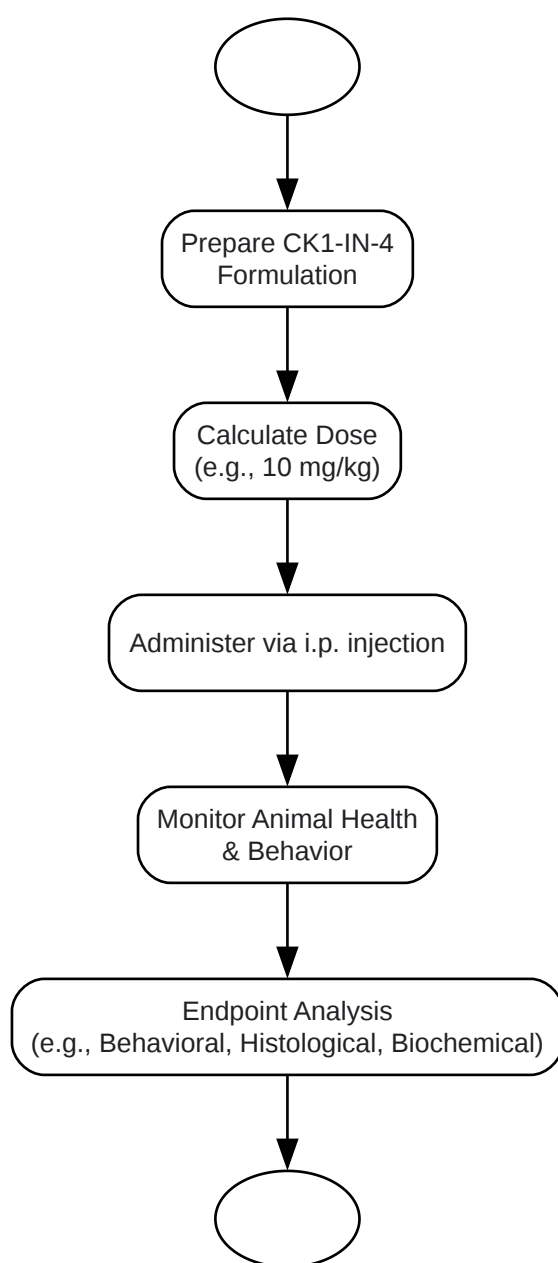 Prepare CK1-IN-4
Formulation
Calculate Dose
(e.g., 10 mg/kg)
Administer via i.p. injection
Monitor Animal Health
& Behavior
Endpoint Analysis
(e.g., Behavioral, Histological, Biochemical)